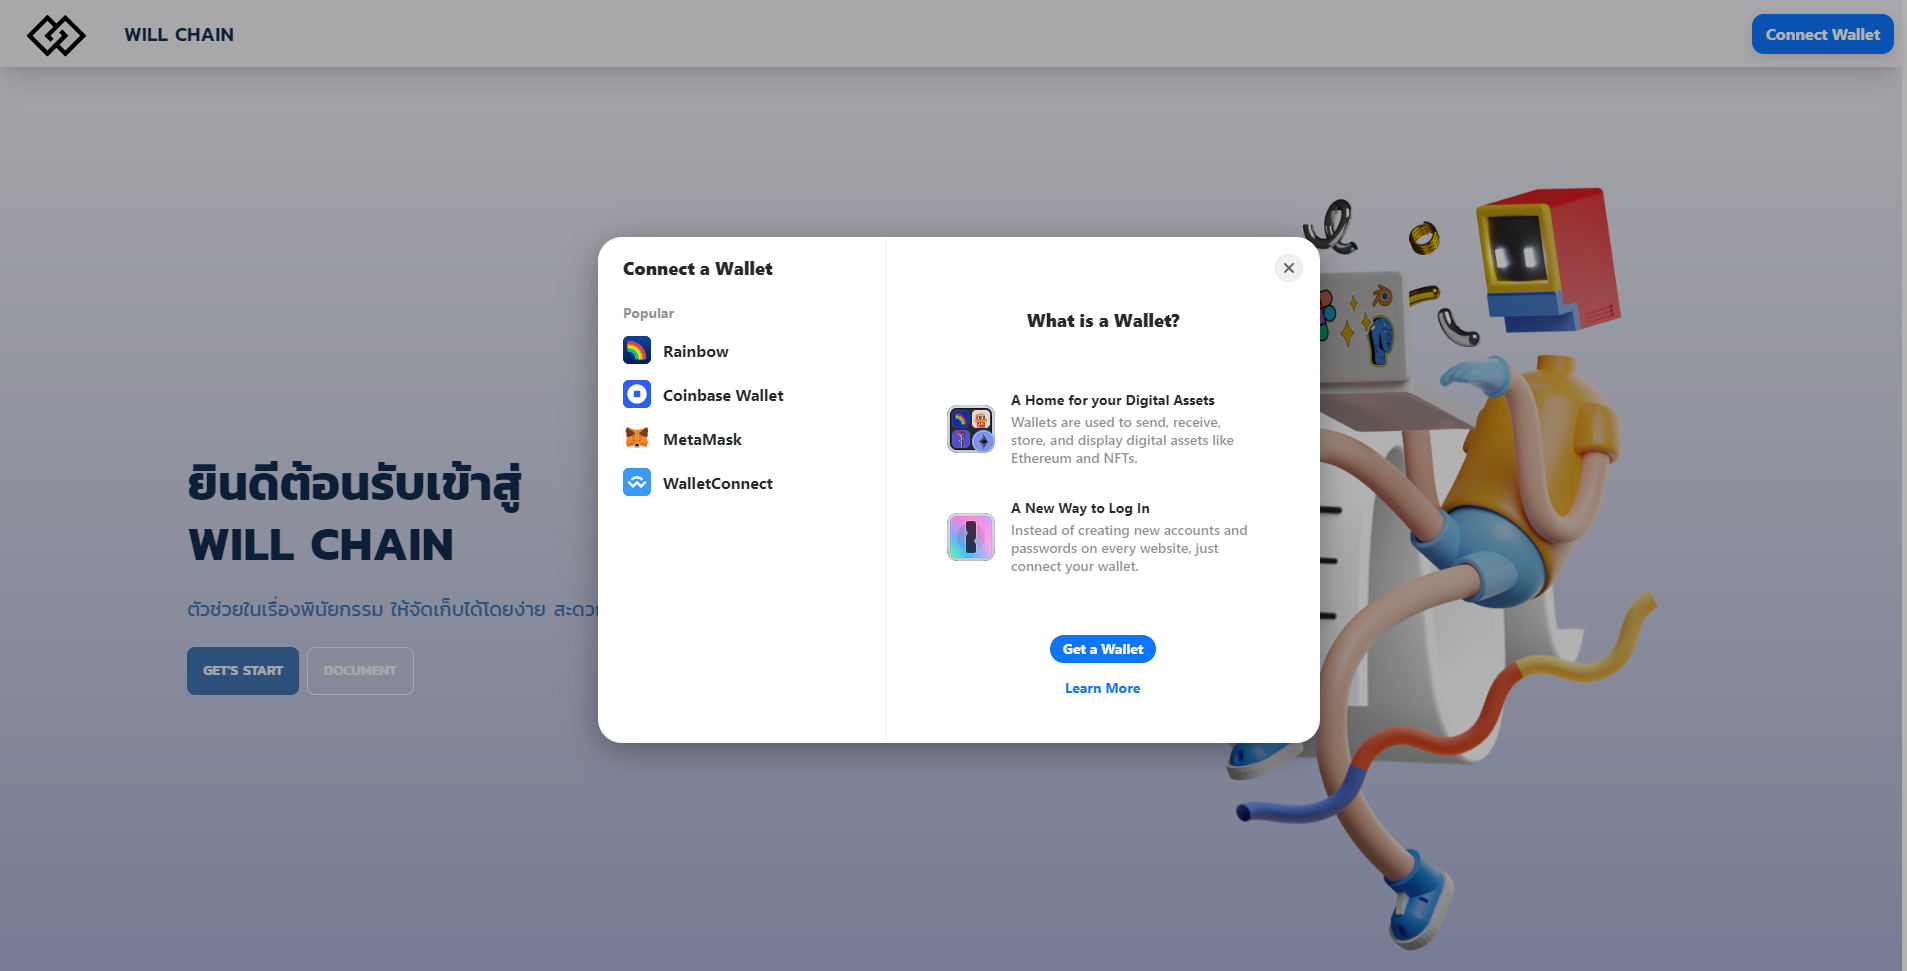 WILL CHAIN
Connect Wallet
Connect a Wallet
Popular
Rainbow
Coinbase Wallet
MetaMask
WalletConnect
What is a Wallet?
A Home for your Digital Assets
Wallets are used to send, receive,
store, and display digital assets like
Ethereum and NFTs.
A New Way to Log In
Instead of creating new accounts and
passwords on every website, just
connect your wallet.
Get a Wallet
Learn More
ยินดีต้อนรับเข้าสู่
WILL CHAIN
ตัวช่วยในเรื่องพินัยกรรม ให้จัดเก็บได้โดยง่าย
GET'S START
DOCUMENT